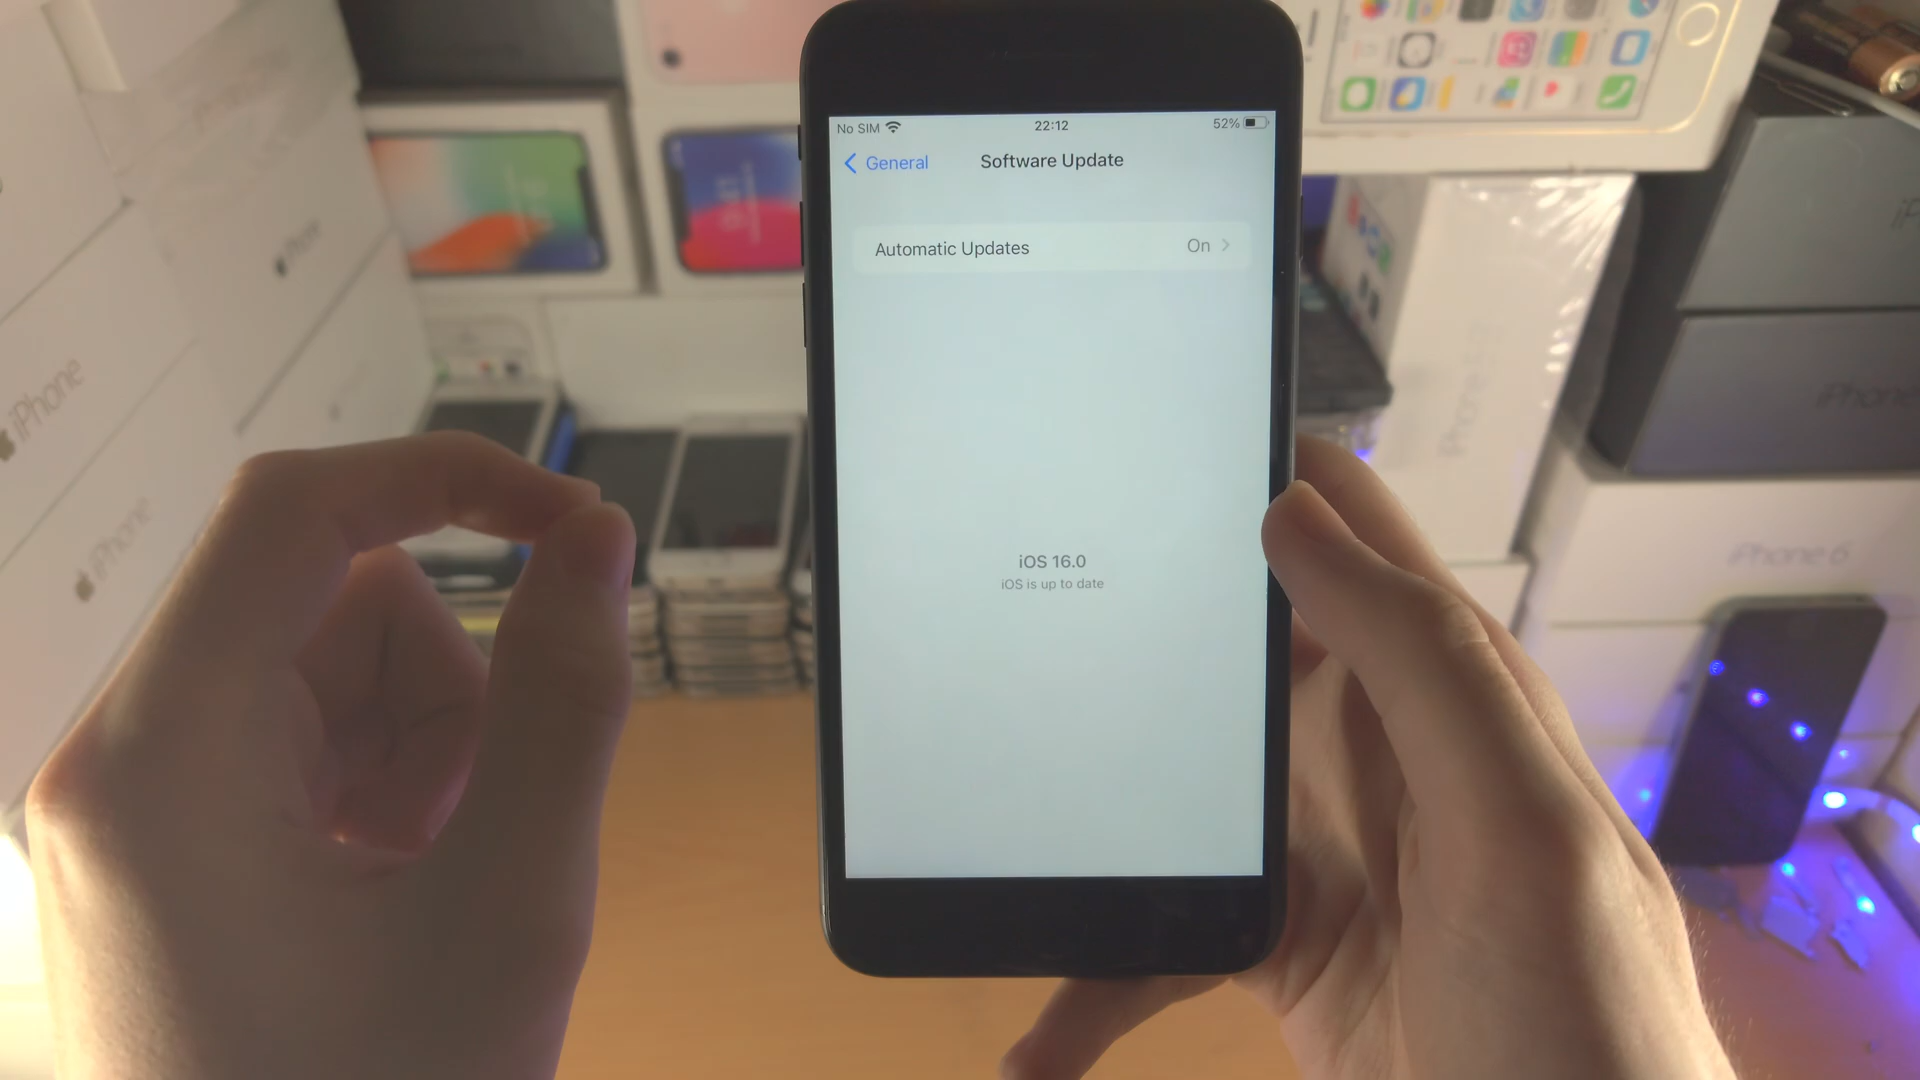 No SIM
22:12
52%
General
Software Update
Automatic Updates
On
iOS 16.0
iOS is up to date
iPhone
iPhone
iPhone
iPhone
iPhone 6